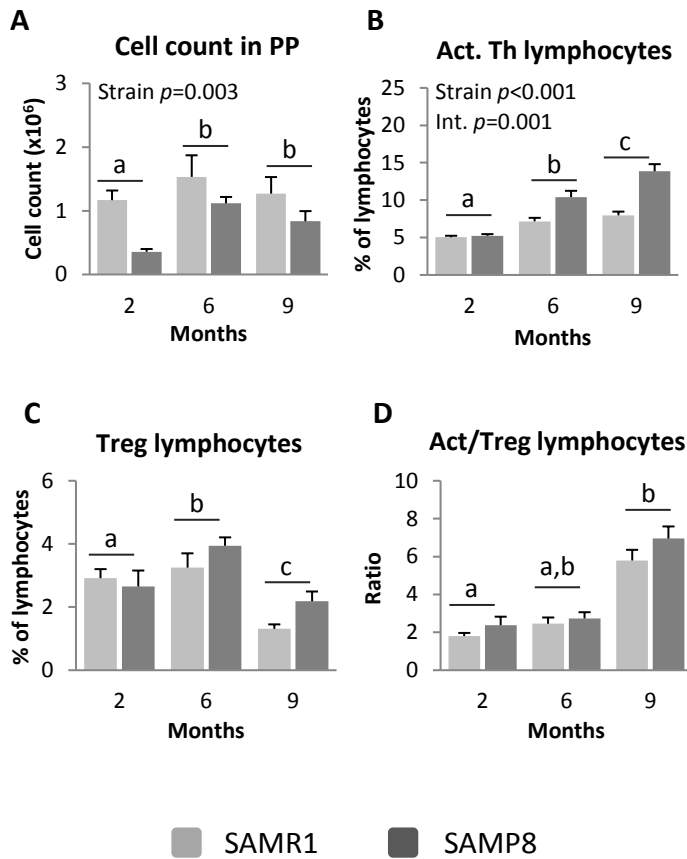 A
Cell count in PP
Strain p=0.003
3
2
1
0
Cell count (x10⁶)
a
b
b
2 6 9
Months
B
Act. Th lymphocytes
Strain p<0.001
Int. p=0.001
25
20
15
10
5
0
% of lymphocytes
a
b
c
2 6 9
Months
C
Treg lymphocytes
6
4
2
0
% of lymphocytes
a
b
c
2 6 9
Months
D
Act/Treg lymphocytes
10
8
6
4
2
0
Ratio
a
a,b
b
2 6 9
Months
SAMR1 SAMP8